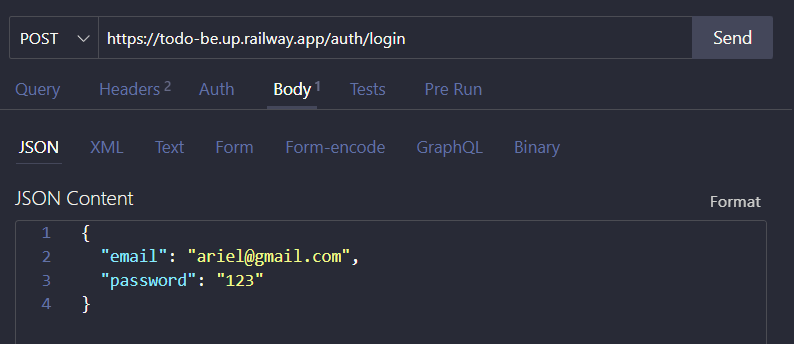 POST https://todo-be.up.railway.app/auth/login Send
Query Headers 2 Auth Body 1 Tests Pre Run
JSON XML Text Form Form-encode GraphQL Binary
JSON Content Format
1 {
2 "email": "ariel@gmail.com",
3 "password": "123"
4 }